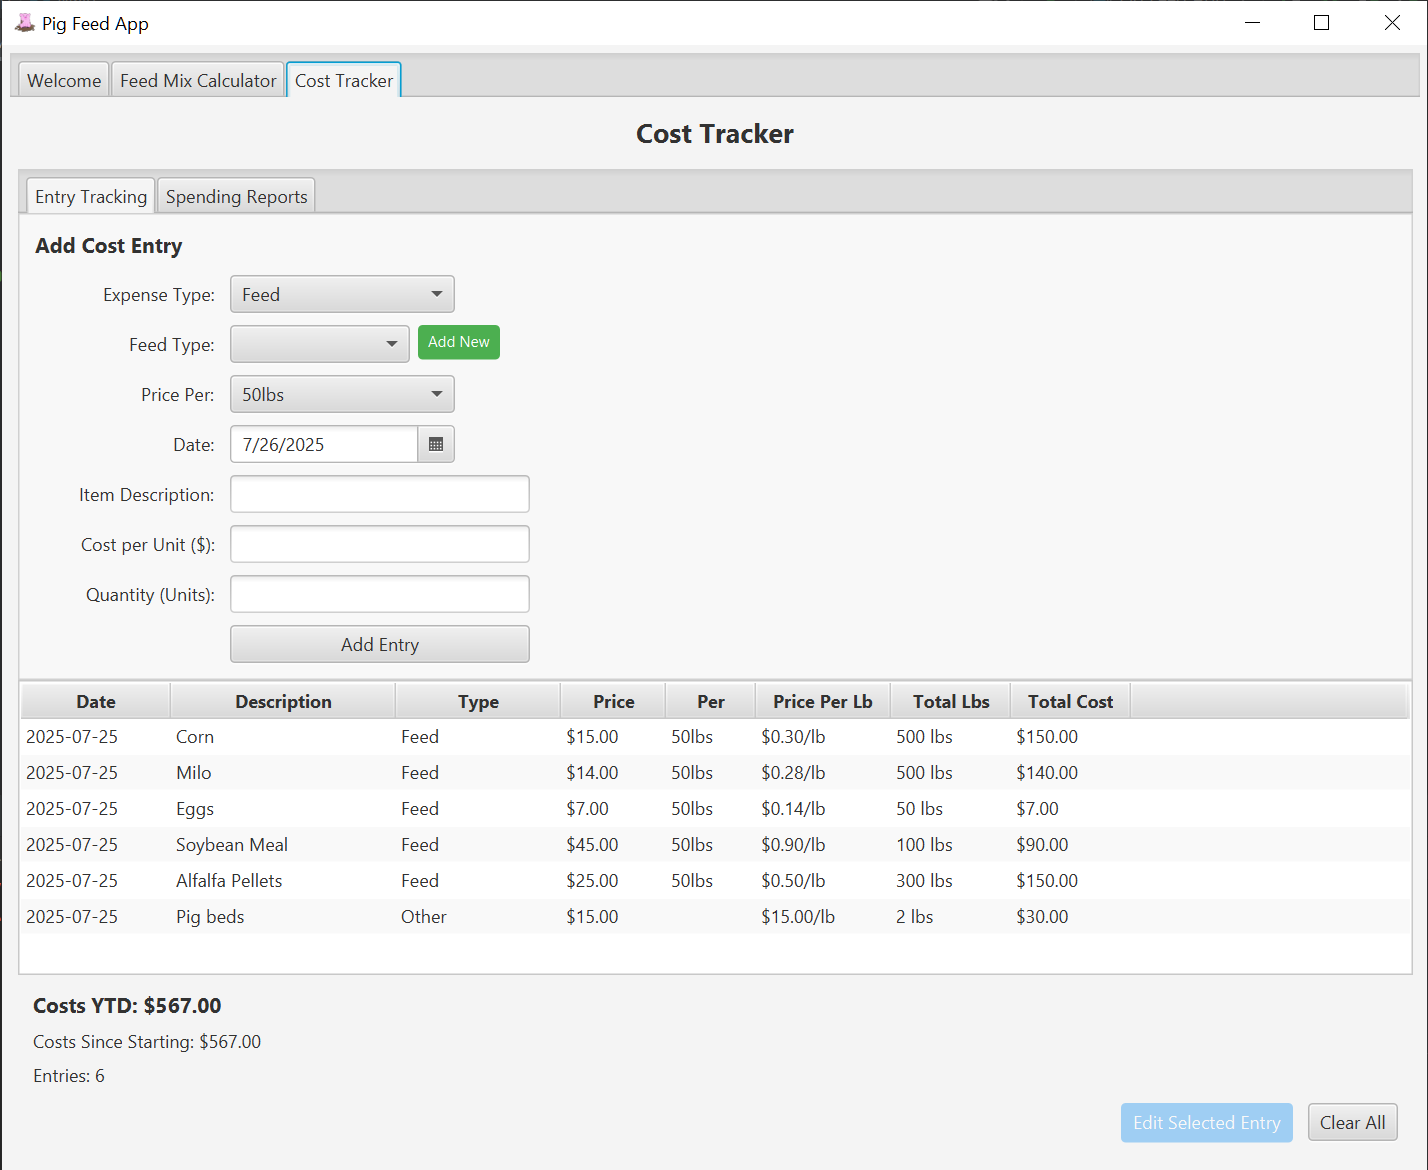 Pig Feed App
Welcome Feed Mix Calculator Cost Tracker
Cost Tracker
Entry Tracking Spending Reports
Add Cost Entry
Expense Type: Feed
Feed Type: Add New
Price Per: 50lbs
Date: 7/26/2025
Item Description:
Cost per Unit ($):
Quantity (Units):
Add Entry
Date Description Type Price Per Price Per Lb Total Lbs Total Cost
2025-07-25 Corn Feed $15.00 50lbs $0.30/lb 500 lbs $150.00
2025-07-25 Milo Feed $14.00 50lbs $0.28/lb 500 lbs $140.00
2025-07-25 Eggs Feed $7.00 50lbs $0.14/lb 50 lbs $7.00
2025-07-25 Soybean Meal Feed $45.00 50lbs $0.90/lb 100 lbs $90.00
2025-07-25 Alfalfa Pellets Feed $25.00 50lbs $0.50/lb 300 lbs $150.00
2025-07-25 Pig beds Other $15.00 $15.00/lb 2 lbs $30.00
Costs YTD: $567.00
Costs Since Starting: $567.00
Entries: 6
Edit Selected Entry Clear All